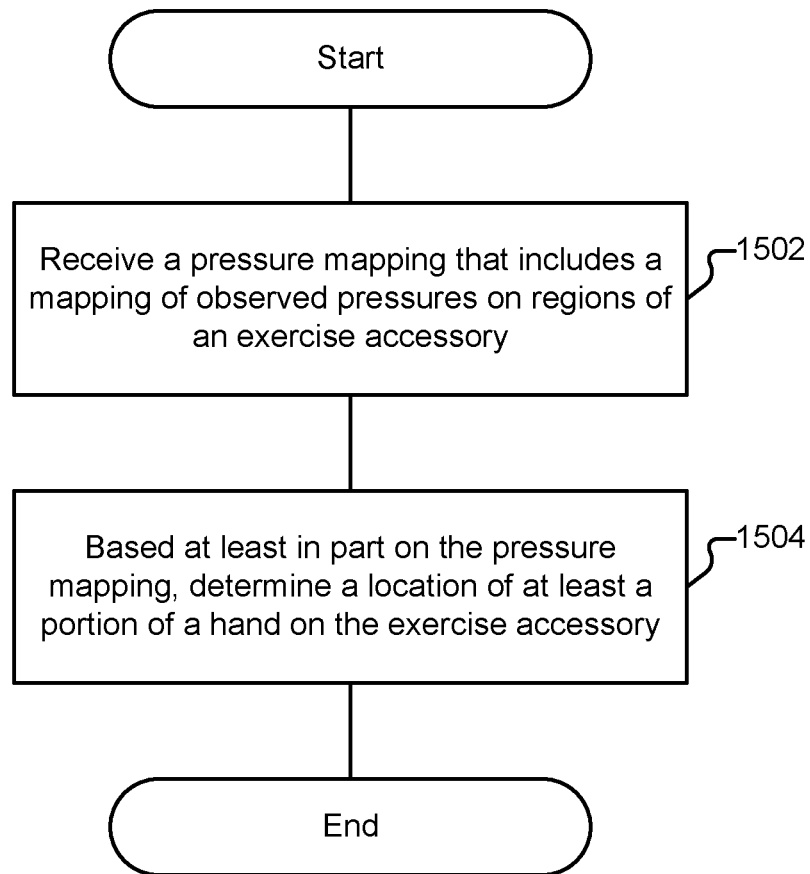 Start
Receive a pressure mapping that includes a
mapping of observed pressures on regions of
an exercise accessory
1502
Based at least in part on the pressure
mapping, determine a location of at least a
portion of a hand on the exercise accessory
1504
End